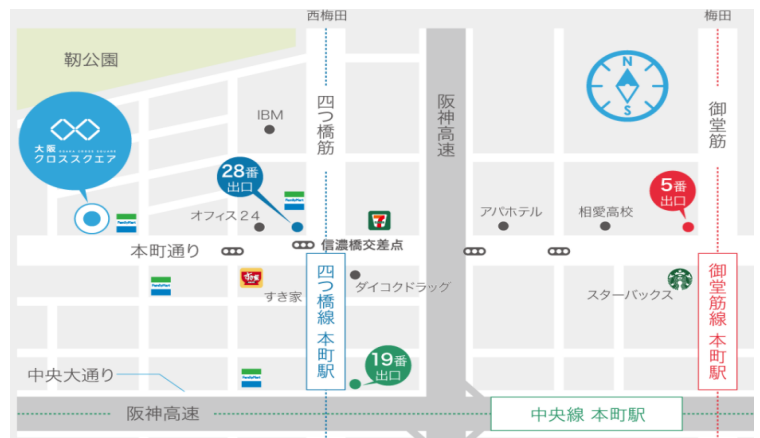 西梅田
梅田
靭公園
四つ橋筋
阪神高速
N
S
御堂筋
IBM
大阪
OSAKA CROSS SQUARE
クロススクエア
28番
出口
5番
出口
オフィス24
7
アパホテル
相愛高校
本町通り
信濃橋交差点
四つ橋線 本町駅
御堂筋線 本町駅
すき家
ダイコクドラッグ
スターバックス
19番
出口
中央大通り
阪神高速
中央線 本町駅